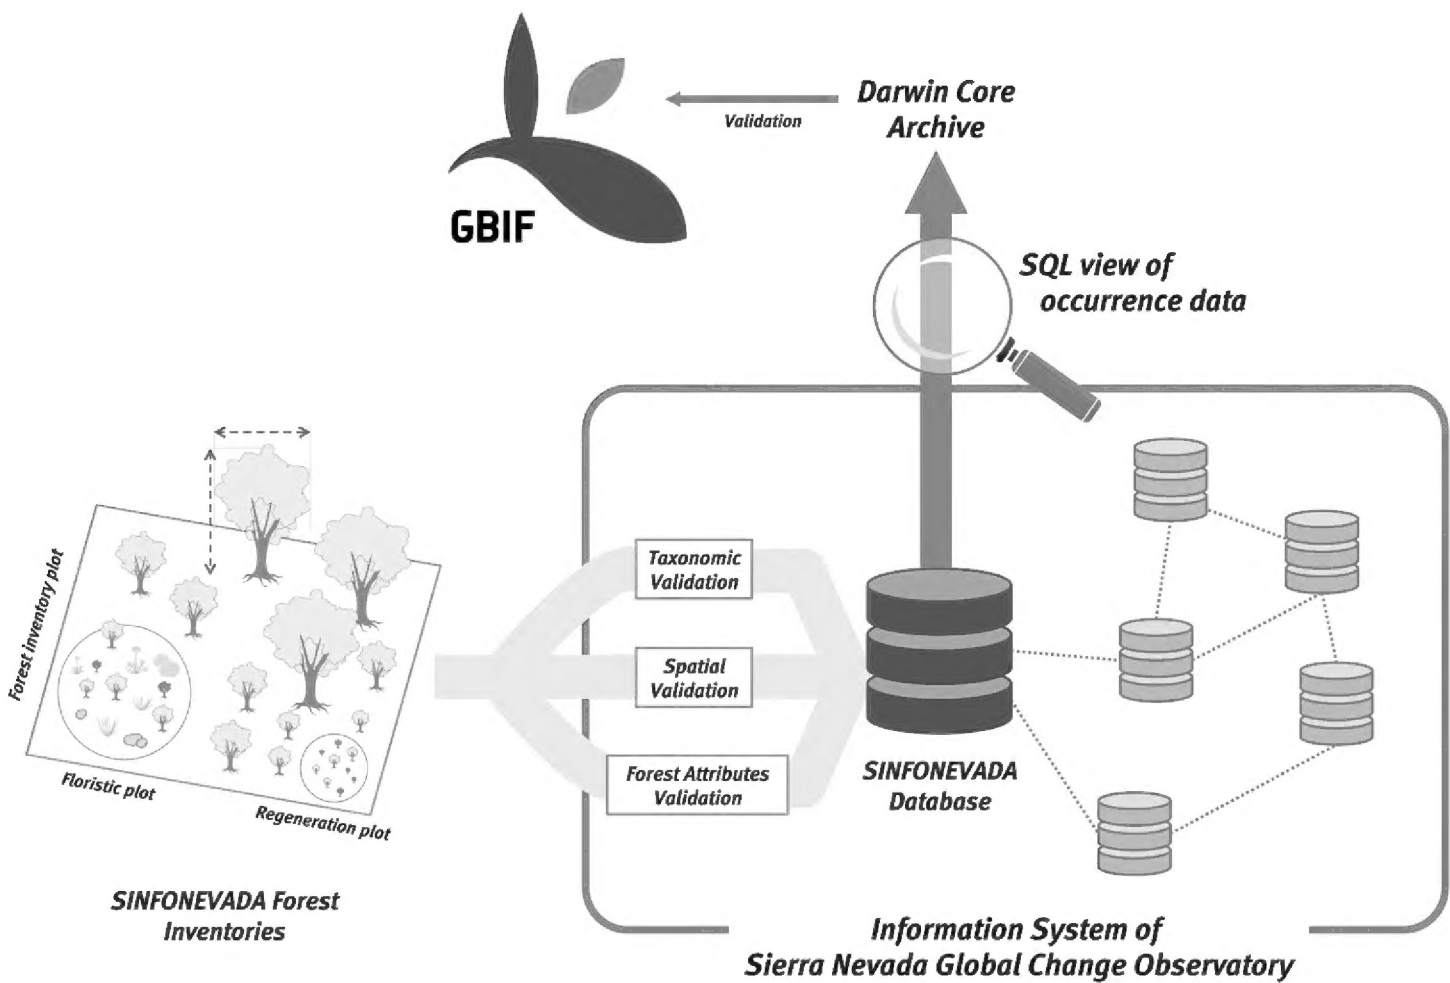 GBIF
Validation
Darwin Core
Archive
SQL view of
occurrence data
Forest inventory plot
Floristic plot
Regeneration plot
SINFONEVADA Forest
Inventories
Taxonomic
Validation
Spatial
Validation
Forest Attributes
Validation
SINFONEVADA
Database
Information System of
Sierra Nevada Global Change Observatory